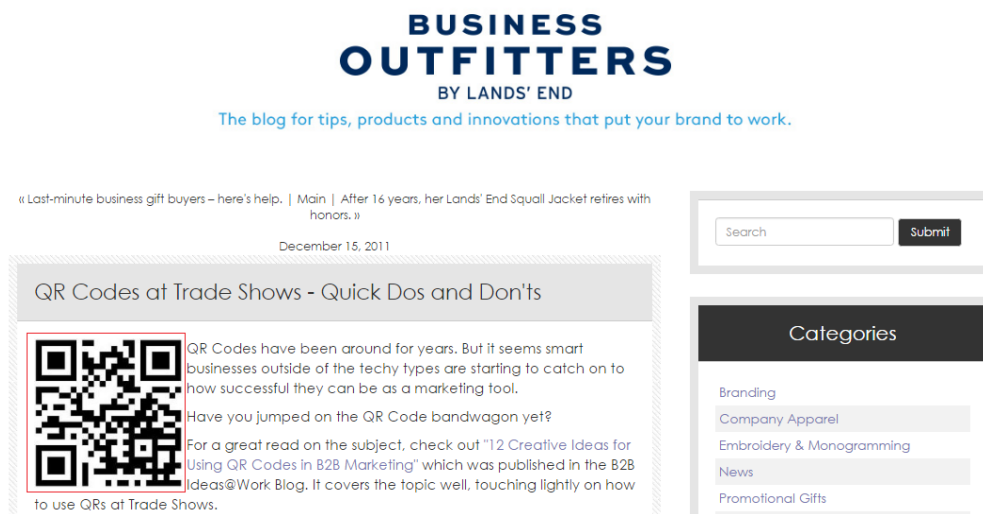 BUSINESS
OUTFITTERS
BY LANDS' END
The blog for tips, products and innovations that put your brand to work.
« Last-minute business gift buyers – here's help. | Main | After 16 years, her Lands' End Squall Jacket retires with
honors. »
December 15, 2011
QR Codes at Trade Shows - Quick Dos and Don'ts
QR Codes have been around for years. But it seems smart
businesses outside of the techy types are starting to catch on to
how successful they can be as a marketing tool.
Have you jumped on the QR Code bandwagon yet?
For a great read on the subject, check out "12 Creative Ideas for
Using QR Codes in B2B Marketing" which was published in the B2B
Ideas@Work Blog. It covers the topic well, touching lightly on how
to use QRs at Trade Shows.
Search
Submit
Categories
Branding
Company Apparel
Embroidery & Monogramming
News
Promotional Gifts